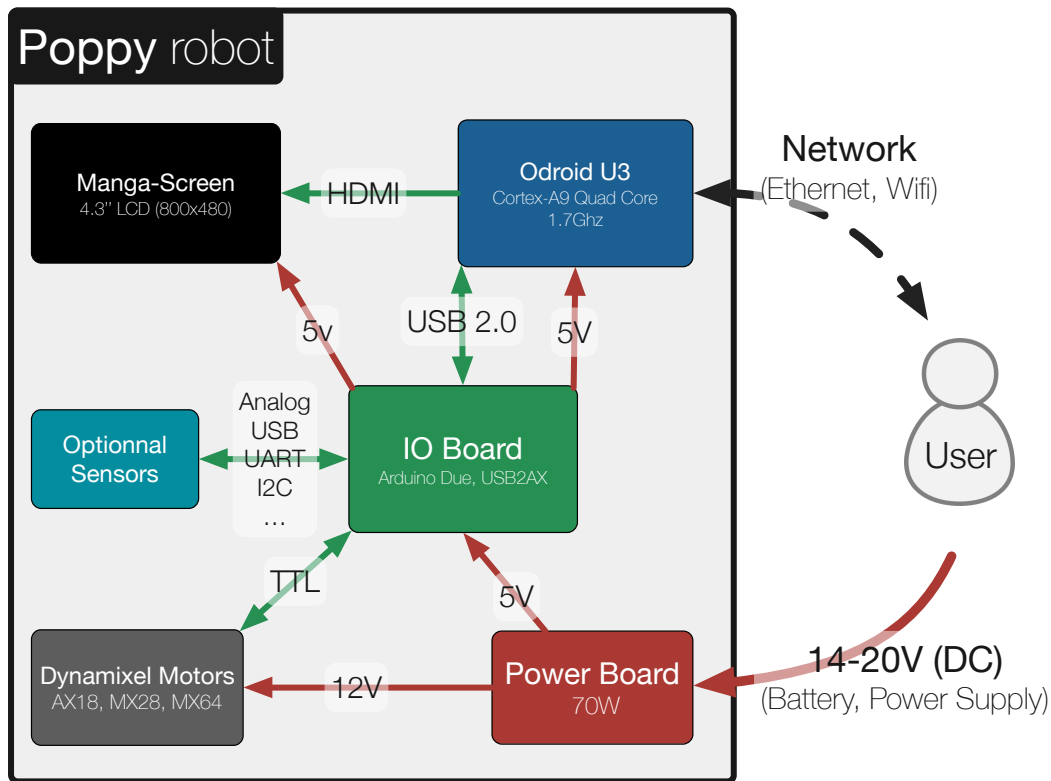 Poppy robot
Manga-Screen
4.3” LCD (800x480)
HDMI
Odroid U3
Cortex-A9 Quad Core
1.7Ghz
Network
(Ethernet, Wifi)
5v
USB 2.0
5V
Optionnal
Sensors
Analog
USB
UART
I2C
...
IO Board
Arduino Due, USB2AX
User
TTL
5V
Dynamixel Motors
AX18, MX28, MX64
12V
Power Board
70W
14-20V (DC)
(Battery, Power Supply)